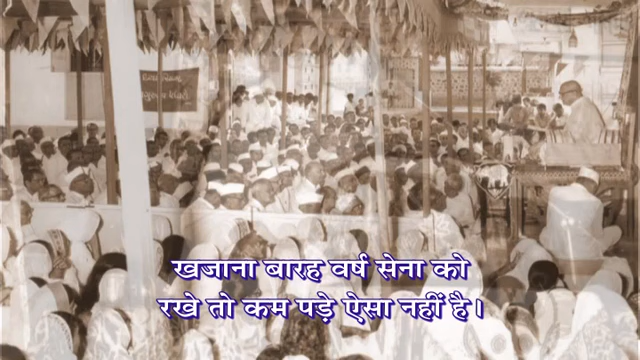 खजाना बारह वर्ष सेना को
रखे तो कम पड़े ऐसा नहीं है।